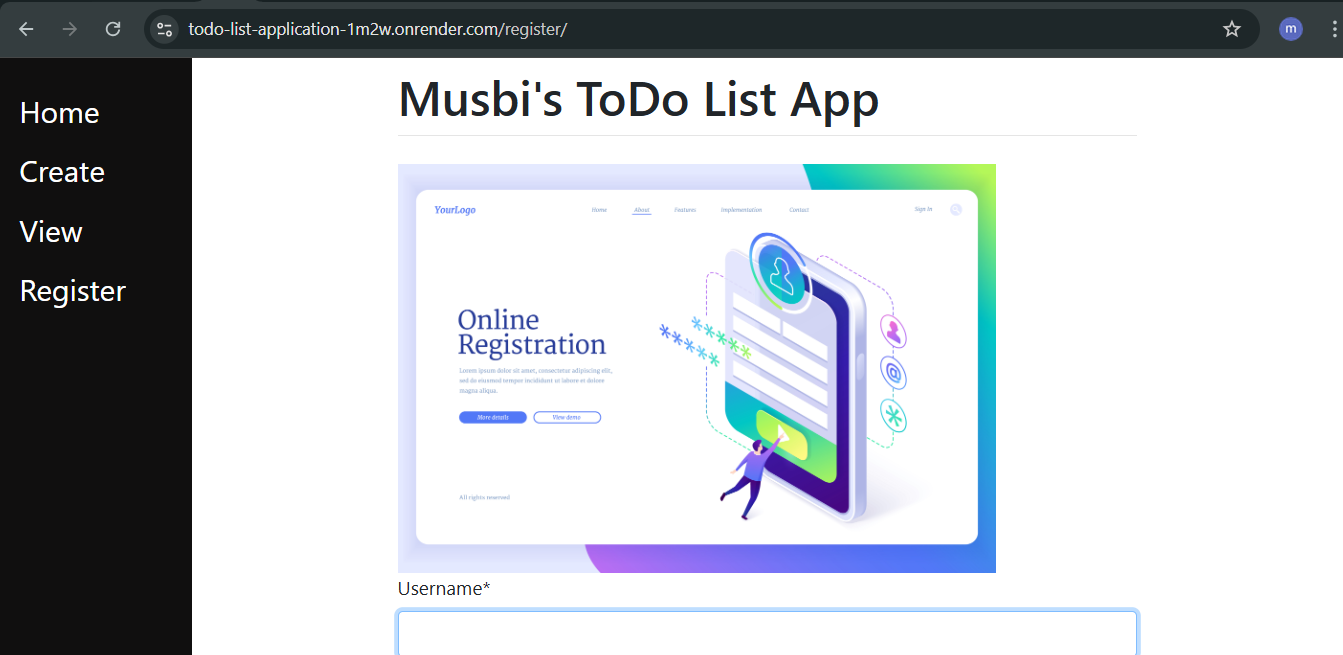 todo-list-application-1m2w.onrender.com/register/
m
Home
Create
View
Register
Musbi's ToDo List App
YourLogo
Home About Features Implementation Contact Sign In
Online
Registration
Lorem ipsum dolor sit amet, consectetur adipiscing elit,
sed do eiusmod tempor incididunt ut labore et dolore
magna aliqua.
More details View demo
All rights reserved
Username*